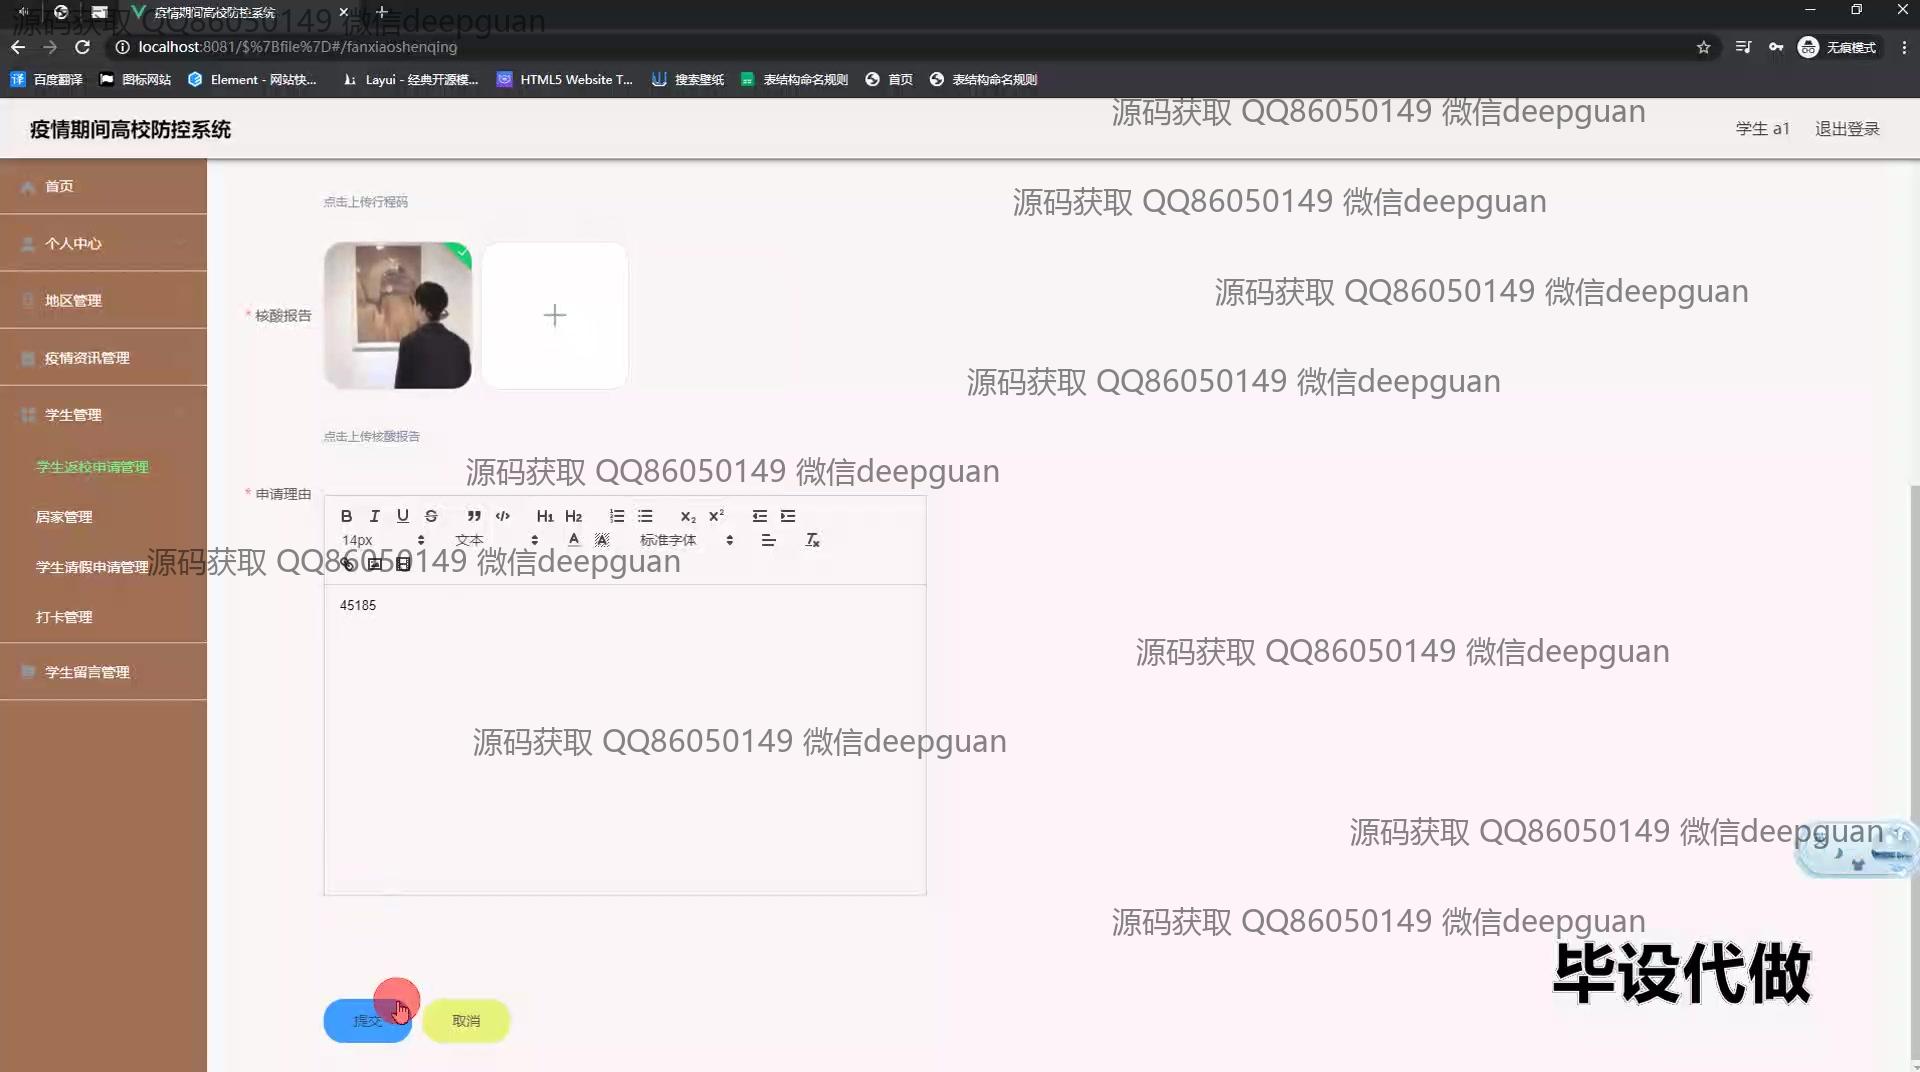 疫情期间高校防控系统
源码获取 QQ86050149 微信deepguan
localhost:8081/$%7Bfile%7D#/fanxiaoshenqing
无痕模式
百度翻译
图标网站
Element - 网站快...
Layui - 经典开源模...
HTML5 Website T...
搜索壁纸
表结构命名规则
首页
表结构命名规则
源码获取 QQ86050149 微信deepguan
疫情期间高校防控系统
学生 a1
退出登录
首页
个人中心
地区管理
疫情资讯管理
学生管理
学生返校申请管理
居家管理
学生请假申请管理
打卡管理
学生留言管理
点击上传行程码
源码获取 QQ86050149 微信deepguan
源码获取 QQ86050149 微信deepguan
* 核酸报告
源码获取 QQ86050149 微信deepguan
点击上传核酸报告
源码获取 QQ86050149 微信deepguan
* 申请理由
B I U S H1 H2 X2 X2
14px 文本 A A 标准字体
源码获取 QQ86050149 微信deepguan
45185
源码获取 QQ86050149 微信deepguan
源码获取 QQ86050149 微信deepguan
源码获取 QQ86050149 微信deepguan
源码获取 QQ86050149 微信deepguan
毕设代做
提交
取消